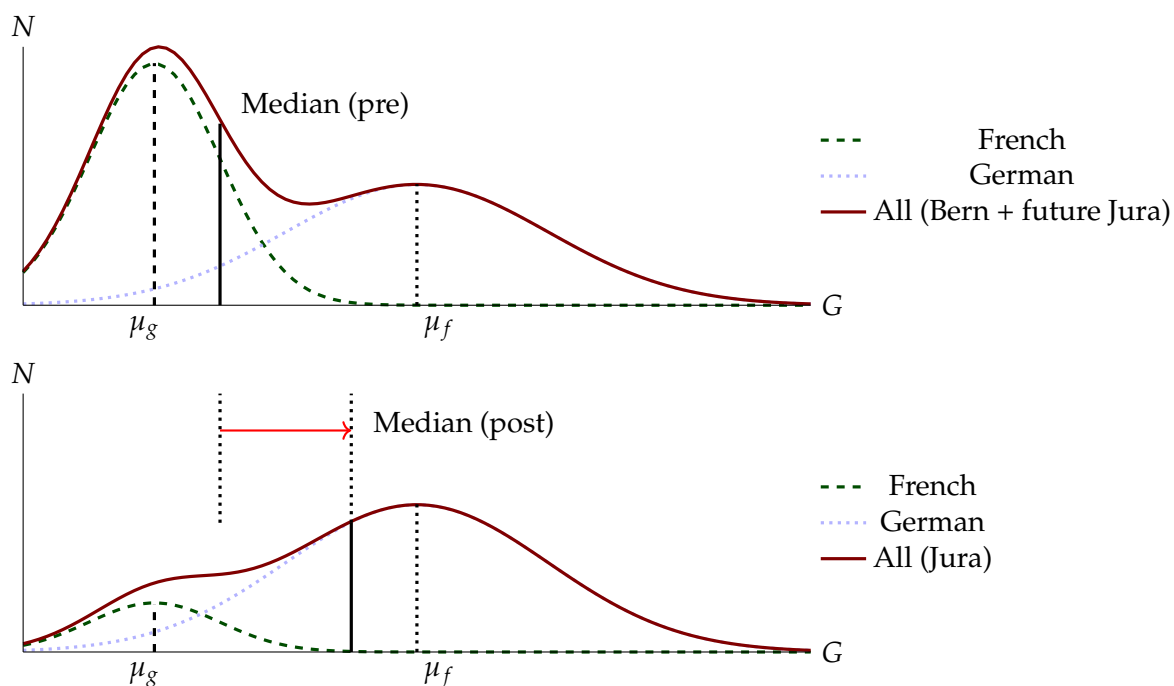 N
Median (pre)
French
German
All (Bern + future Jura)
G
μg
μf
N
Median (post)
French
German
All (Jura)
G
μg
μf